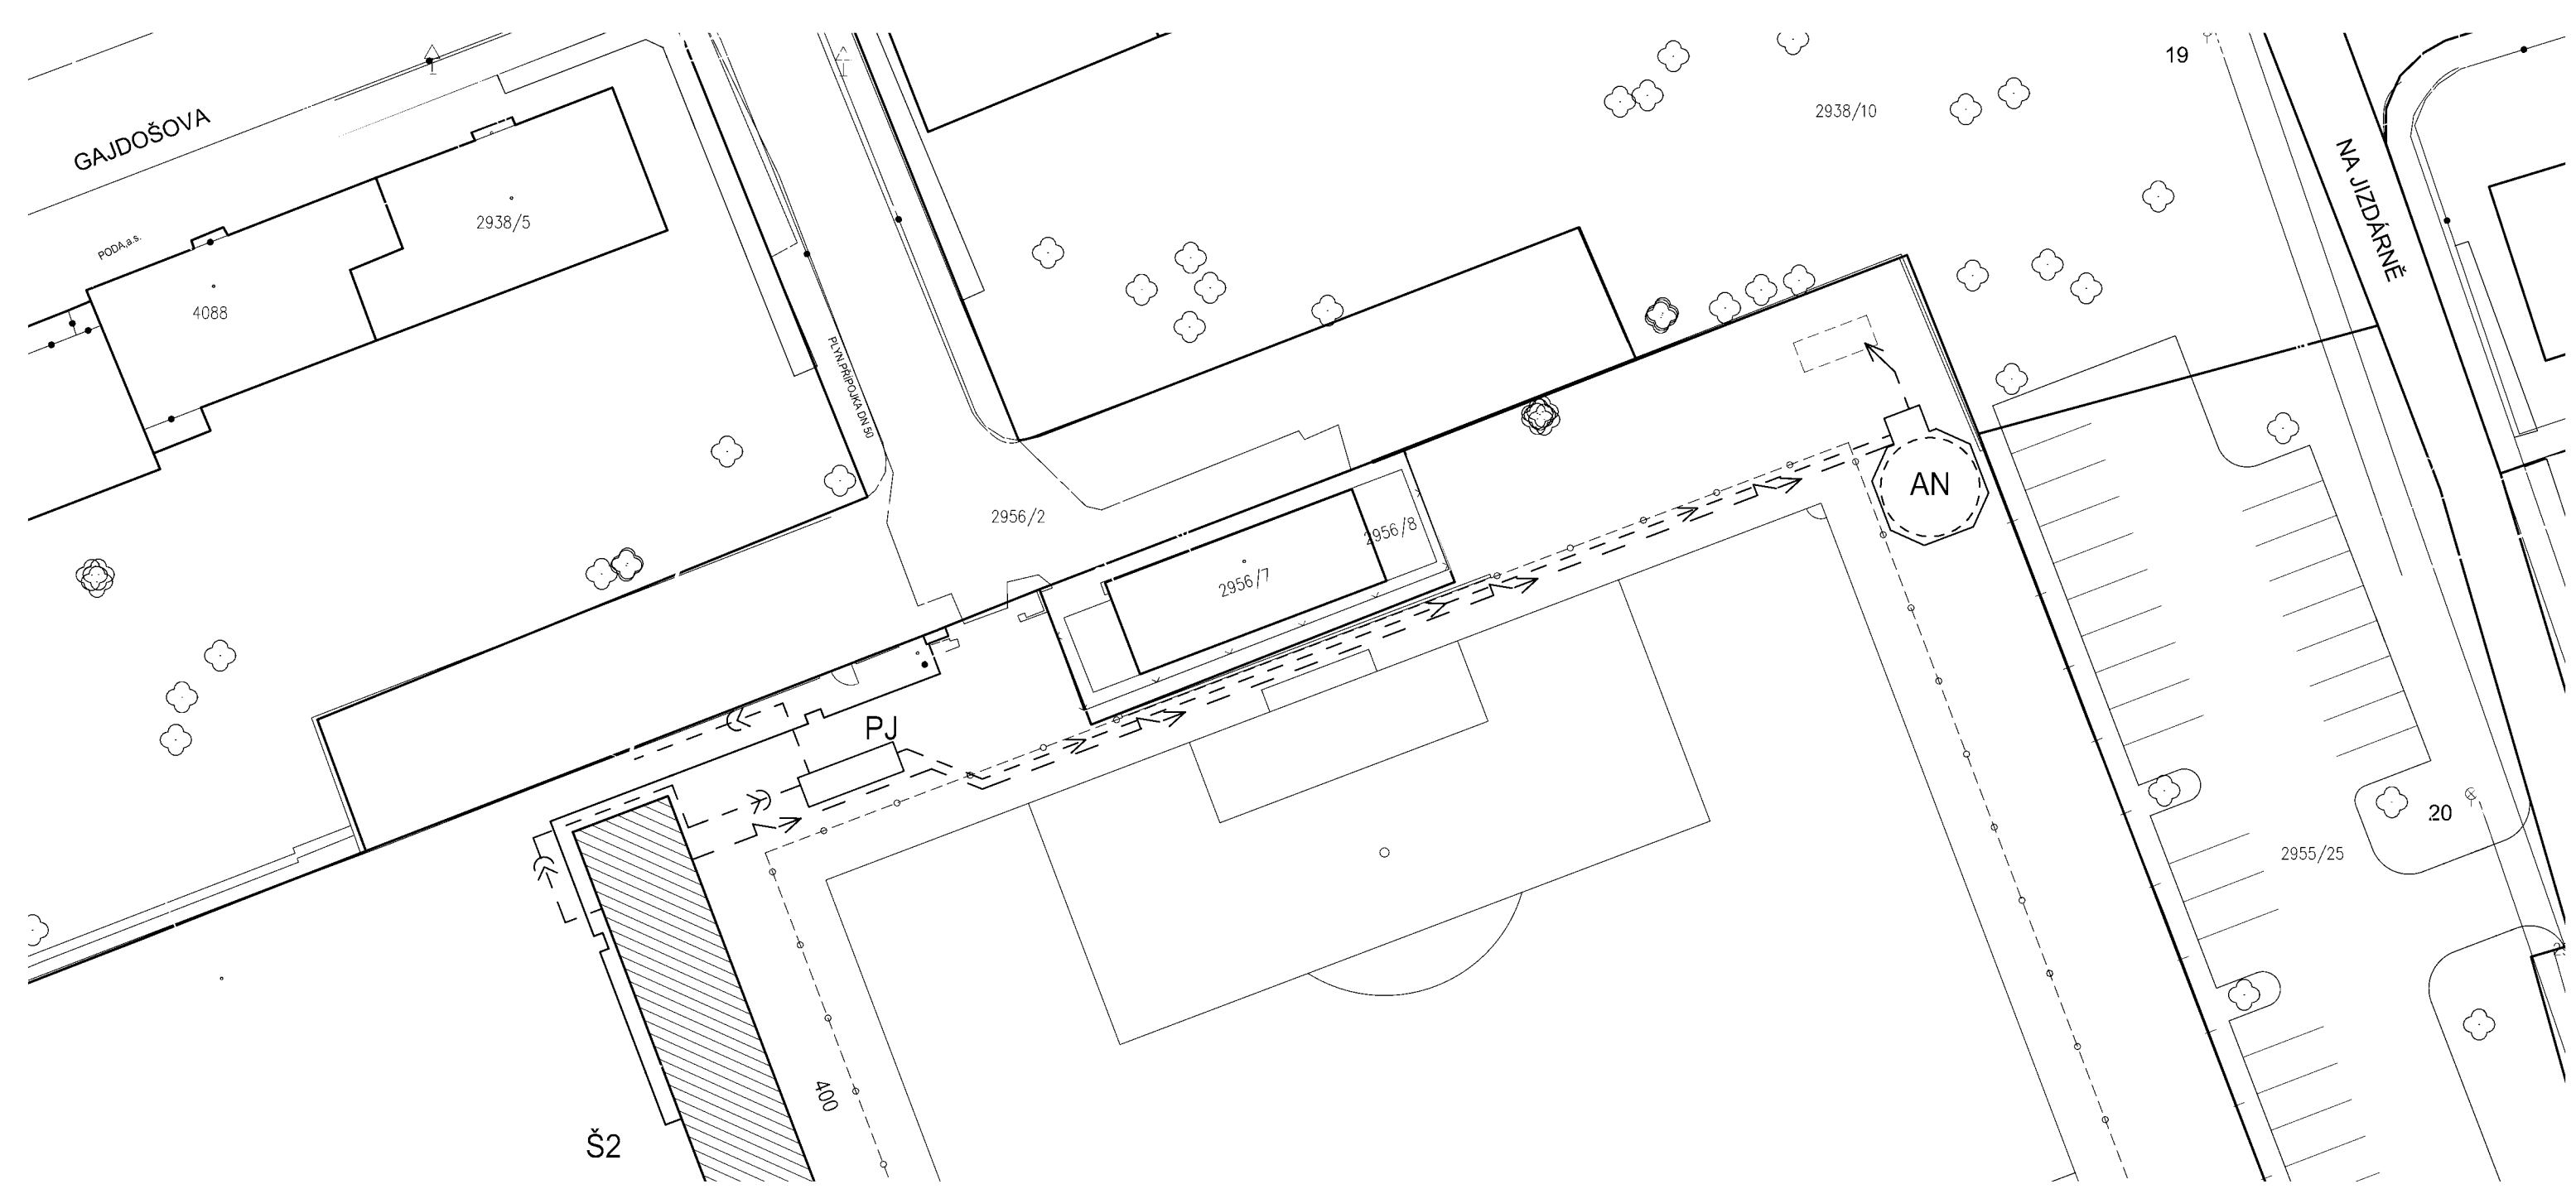 19
2938/10
GAJDOŠOVA
NA JIZDÁRNĚ
2938/5
PODA,a.s.
4088
PLYN.PŘÍPOJKA DN 50
AN
2956/2
2956/8
2956/7
PJ
20
2955/25
400
Š2